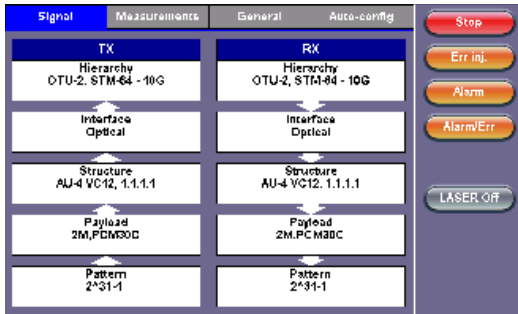 Signal Measurements General Auto-config
TX
Hierarchy
OTU-2, STM-64 - 10G
Interface
Optical
Structure
AU-4 VC12, 1.1.1.1
Payload
2M,PCM30C
Pattern
2^31-1
RX
Hierarchy
OTU-2, STM-64 - 10G
Interface
Optical
Structure
AU-4 VC12. 1.1.1.1
Payload
2M.PCM30C
Pattern
2^31-1
Stop
Err inj.
Alarm
Alarm/Err
LASER Off